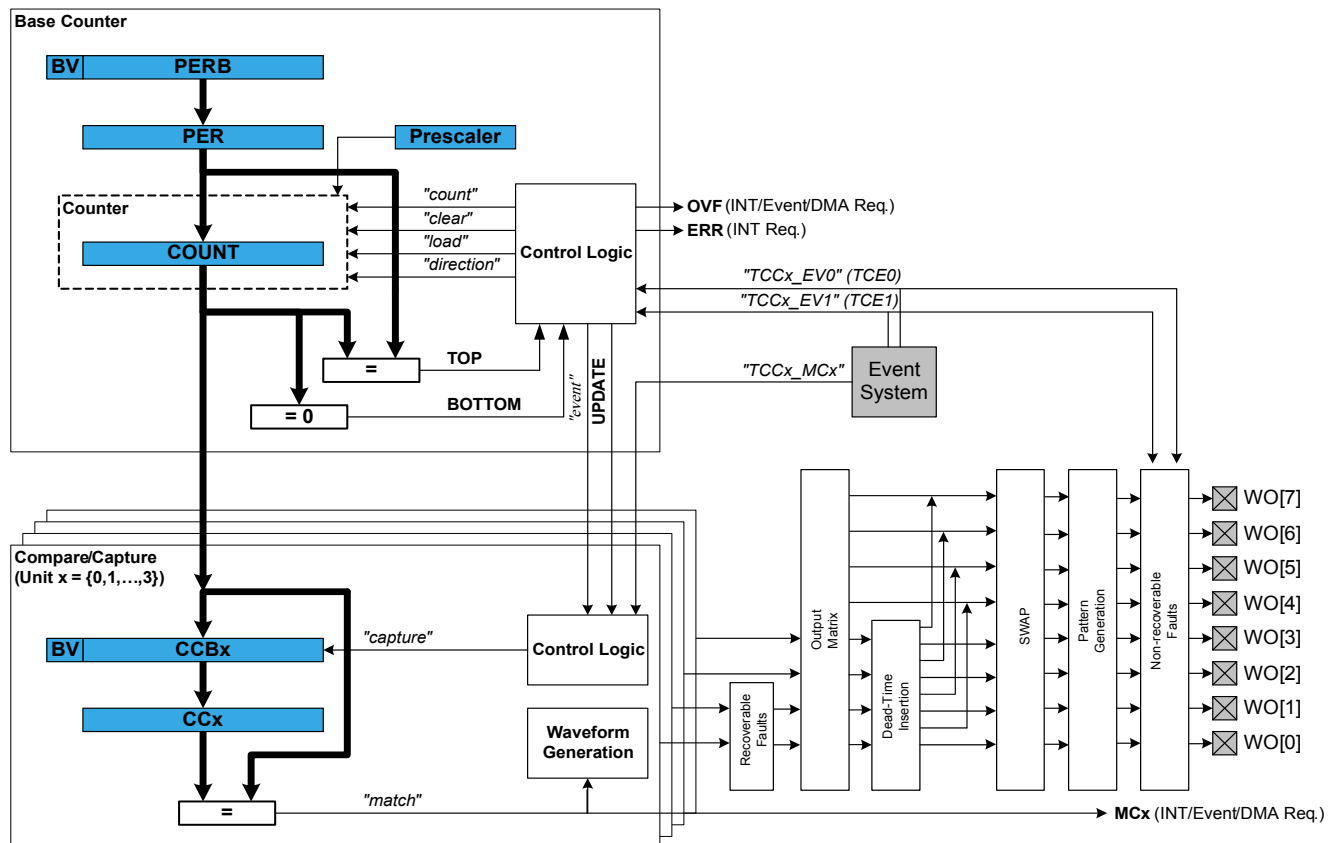 Base Counter
BV
PERB
PER
Prescaler
Counter
COUNT
"count"
"clear"
"load"
"direction"
Control Logic
OVF (INT/Event/DMA Req.)
ERR (INT Req.)
"TCCx_EV0" (TCE0)
"TCCx_EV1" (TCE1)
"TCCx_MCx"
Event
System
=
TOP
= 0
BOTTOM
"event"
UPDATE
Compare/Capture
(Unit x = {0,1,…,3})
BV
CCBx
"capture"
Control Logic
CCx
Waveform
Generation
=
"match"
Recoverable
Faults
Output
Matrix
Dead-Time
Insertion
SWAP
Pattern
Generation
Non-recoverable
Faults
WO[7]
WO[6]
WO[5]
WO[4]
WO[3]
WO[2]
WO[1]
WO[0]
MCx (INT/Event/DMA Req.)